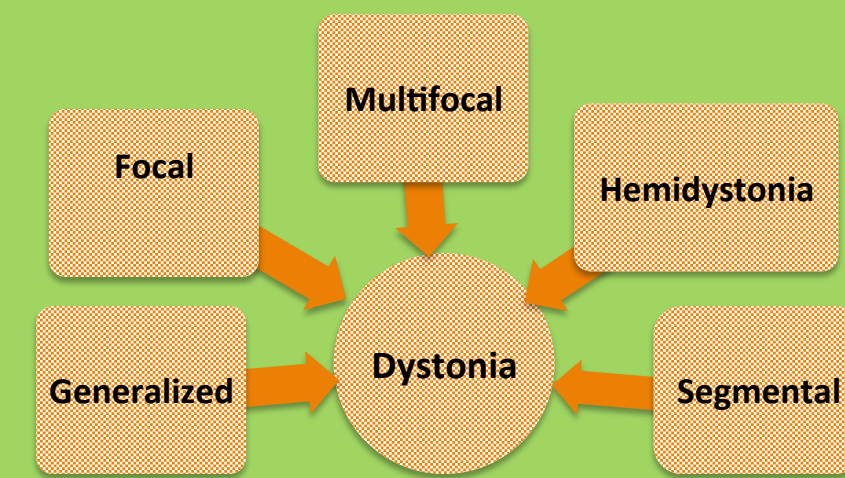 Multifocal
Focal
Hemidystonia
Dystonia
Generalized
Segmental